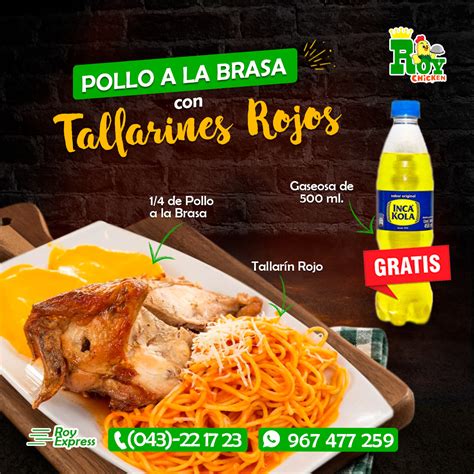 ROY
CHICKEN
POLLO A LA BRASA
con
Tallarines Rojos
Gaseosa de
500 ml.
1/4 de Pollo
a la Brasa
INCA
KOLA
GRATIS
Tallarín Rojo
Roy
Express
(043)-22 17 23
967 477 259